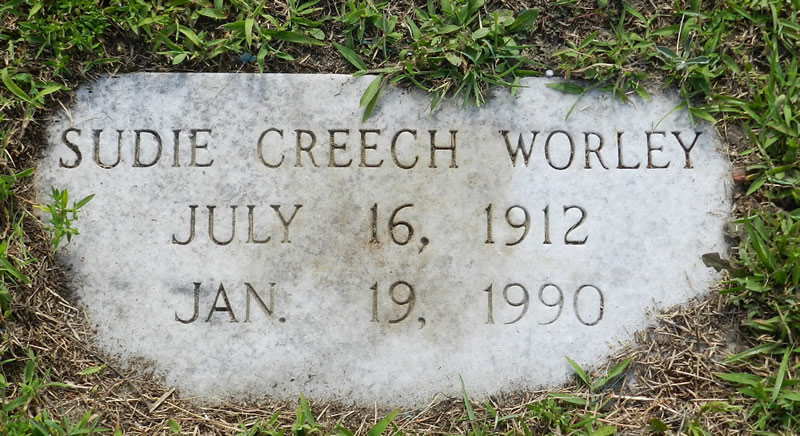 SUDIE CREECH WORLEY
JULY 16, 1912
JAN. 19, 1990